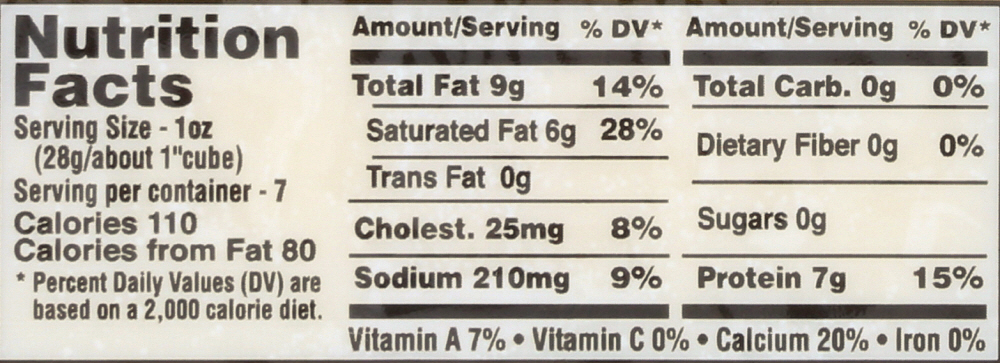 Nutrition
Facts
Serving Size - 1oz
(28g/about 1"cube)
Serving per container - 7
Calories 110
Calories from Fat 80
* Percent Daily Values (DV) are
based on a 2,000 calorie diet.
Amount/Serving % DV*
Total Fat 9g 14%
Saturated Fat 6g 28%
Trans Fat 0g
Cholest. 25mg 8%
Sodium 210mg 9%
Amount/Serving % DV*
Total Carb. 0g 0%
Dietary Fiber 0g 0%
Sugars 0g
Protein 7g 15%
Vitamin A 7% • Vitamin C 0% • Calcium 20% • Iron 0%